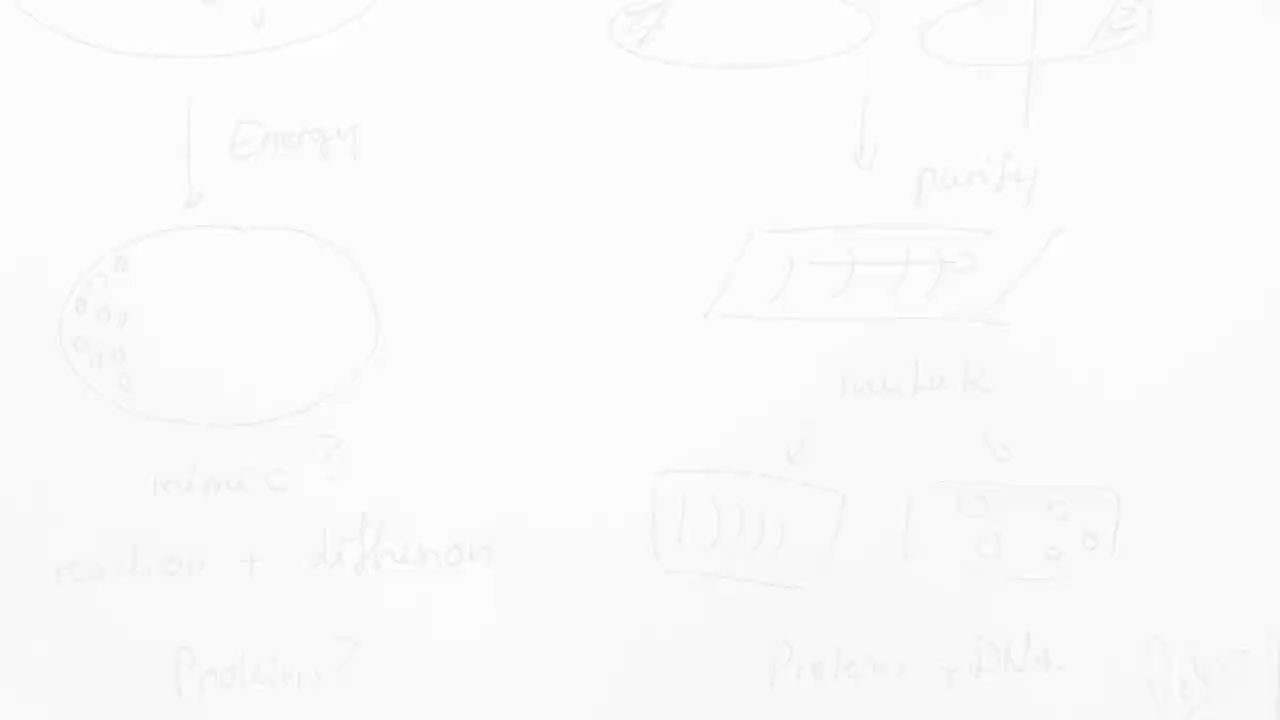 Energy
purify
mimic ?
reaction + diffusion
Proteins?
Proteins DNA